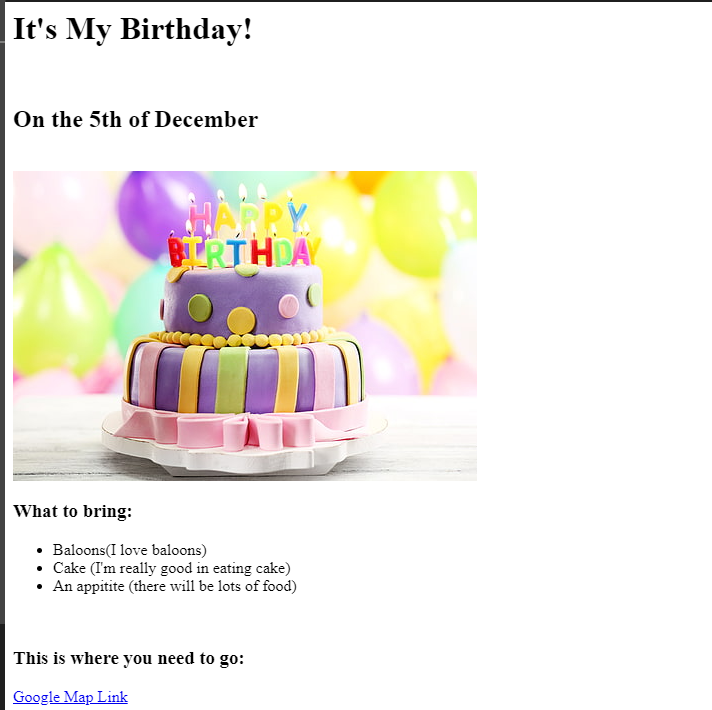 It's My Birthday!
On the 5th of December
HAPPY
BIRTHDAY
What to bring:
Baloons(I love baloons)
Cake (I'm really good in eating cake)
An appitite (there will be lots of food)
This is where you need to go:
Google Map Link